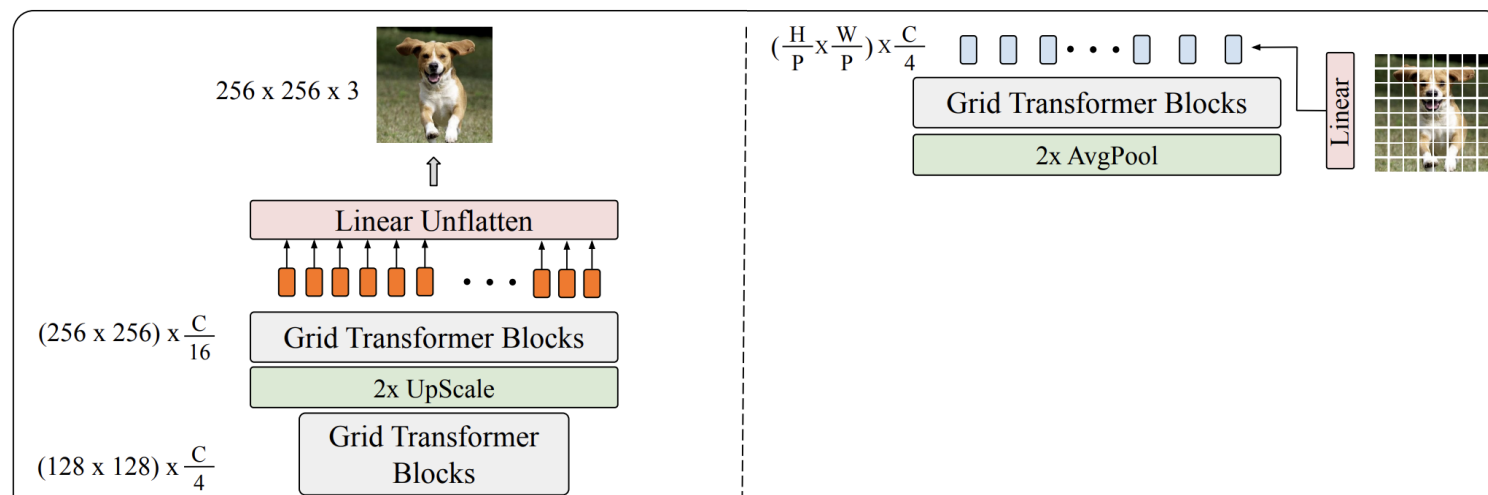 256 x 256 x 3
Linear Unflatten
(256 x 256) x C/16
Grid Transformer Blocks
2x UpScale
(128 x 128) x C/4
Grid Transformer
Blocks
(H/P x W/P) x C/4
Grid Transformer Blocks
2x AvgPool
Linear